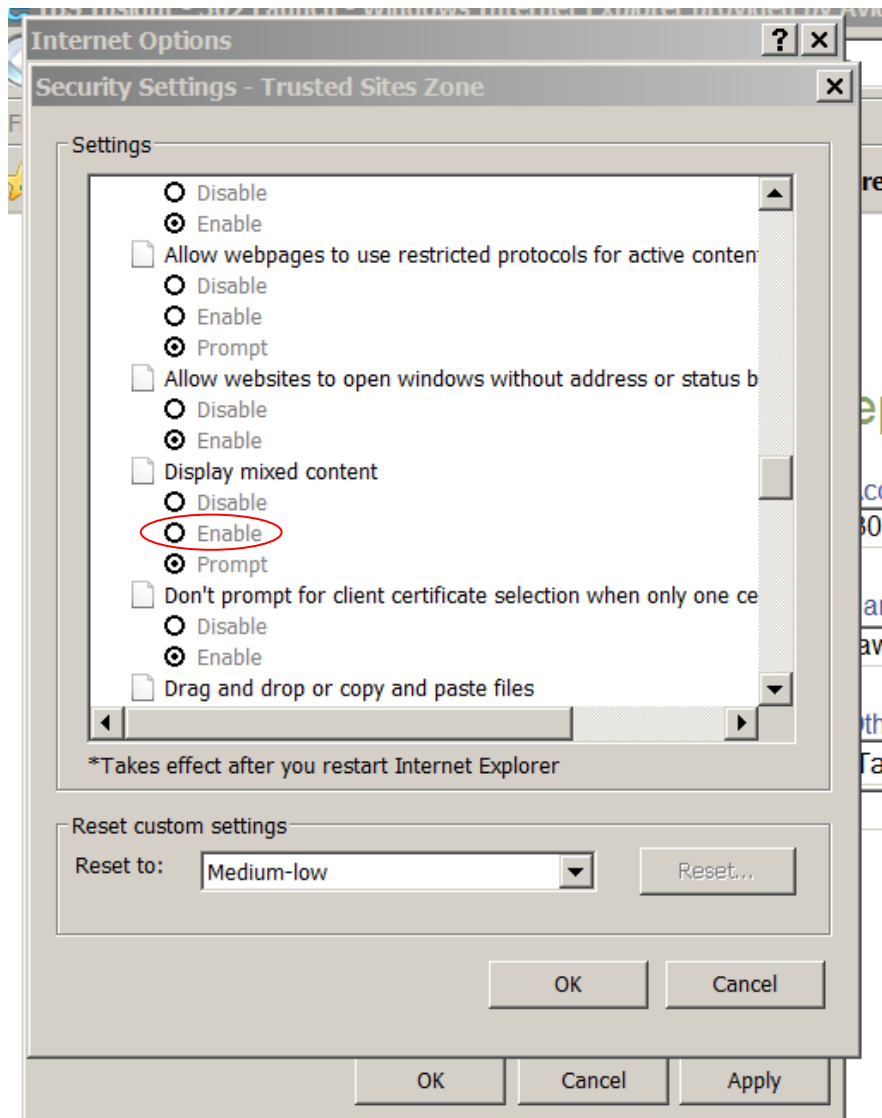 Internet Options
Security Settings - Trusted Sites Zone
Settings
Disable
Enable
Allow webpages to use restricted protocols for active conten
Disable
Enable
Prompt
Allow websites to open windows without address or status b
Disable
Enable
Display mixed content
Disable
Enable
Prompt
Don't prompt for client certificate selection when only one ce
Disable
Enable
Drag and drop or copy and paste files
*Takes effect after you restart Internet Explorer
Reset custom settings
Reset to:
Medium-low
Reset...
OK Cancel
OK Cancel Apply